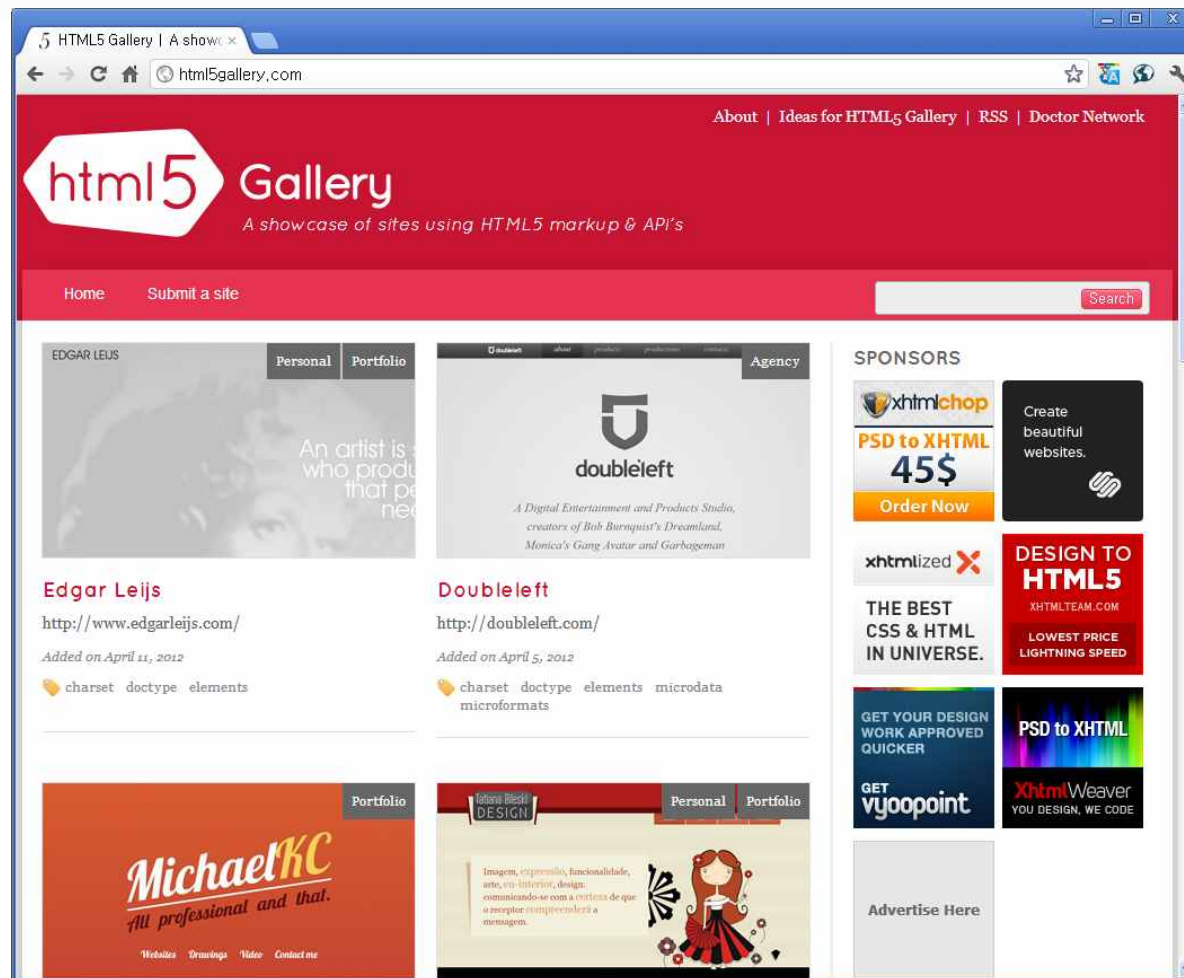 5 HTML5 Gallery | A show
html5gallery,com
About | Ideas for HTML5 Gallery | RSS | Doctor Network
html5 Gallery
A showcase of sites using HTML5 markup & API's
Home Submit a site
Search
EDGAR LEIJS
Personal Portfolio
An artist is
who produ
that pe
nee
doubleleft about products productions contacts
Agency
doubleleft
A Digital Entertainment and Products Studio,
creators of Bob Burnquist's Dreamland,
Monica's Gang Avatar and Garbageman
Edgar Leijs
http://www.edgarleijs.com/
Added on April 11, 2012
charset doctype elements
Doubleleft
http://doubleleft.com/
Added on April 5, 2012
charset doctype elements microdata
microformats
Portfolio
MichaelKC
All professional and that.
Websites Drawings Video Contact me
Tatiana Bleski
DESIGN
Personal Portfolio
Imagem, expressão, funcionalidade,
arte, eu-interior, design:
comunicando-se com a certeza de que
o receptor compreenderá a
mensagem.
SPONSORS
xhtmlchop
PSD to XHTML
45$
Order Now
Create
beautiful
websites.
xhtmlized
THE BEST
CSS & HTML
IN UNIVERSE.
DESIGN TO
HTML5
XHTMLTEAM.COM
LOWEST PRICE
LIGHTNING SPEED
GET YOUR DESIGN
WORK APPROVED
QUICKER
GET
vyoopoint
PSD to XHTML
XhtmlWeaver
YOU DESIGN, WE CODE
Advertise Here